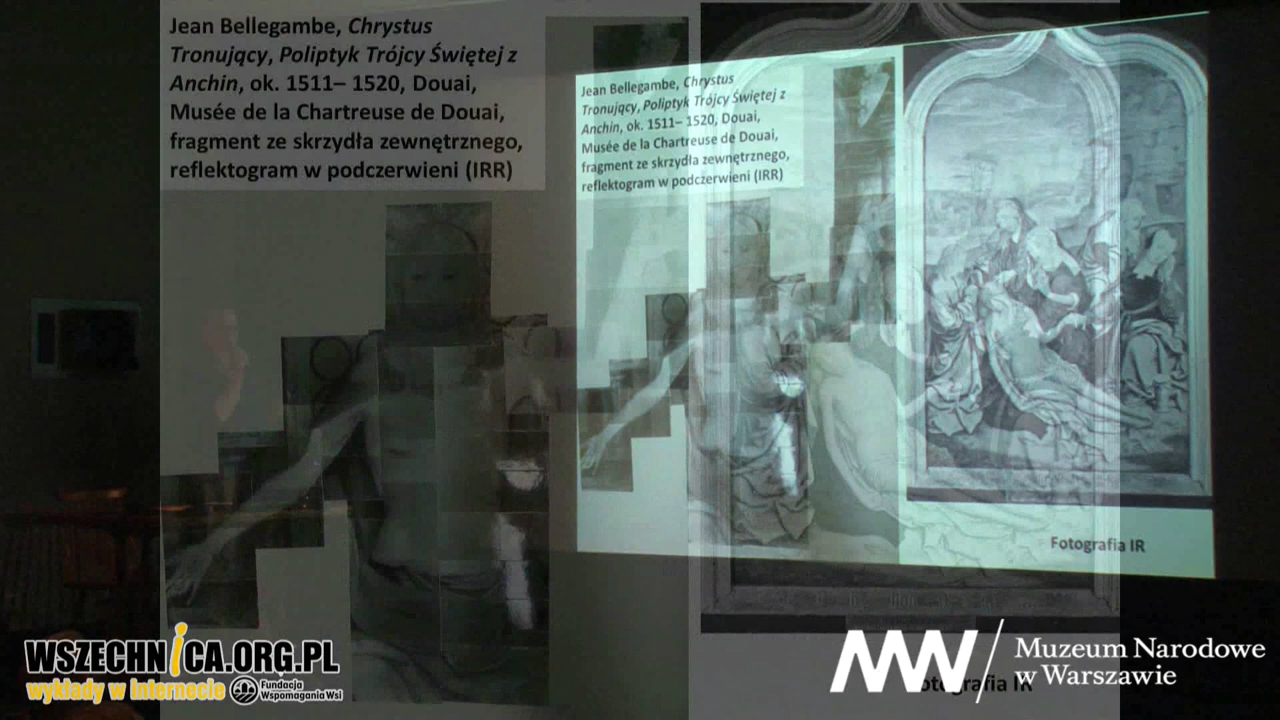 Jean Bellegambe, Chrystus
Tronujący, Poliptyk Trójcy Świętej z
Anchin, ok. 1511– 1520, Douai,
Musée de la Chartreuse de Douai,
fragment ze skrzydła zewnętrznego,
reflektogram w podczerwieni (IRR)
Jean Bellegambe, Chrystus
Tronujący, Poliptyk Trójcy Świętej z
Anchin, ok. 1511– 1520, Douai,
Musée de la Chartreuse de Douai,
fragment ze skrzydła zewnętrznego,
reflektogram w podczerwieni (IRR)
Fotografia IR
WSZECHNICA.ORG.PL
wykłady w internecie
Fundacja
Wspomagania Wsi
MNW
Muzeum Narodowe
w Warszawie
Fotografia IR